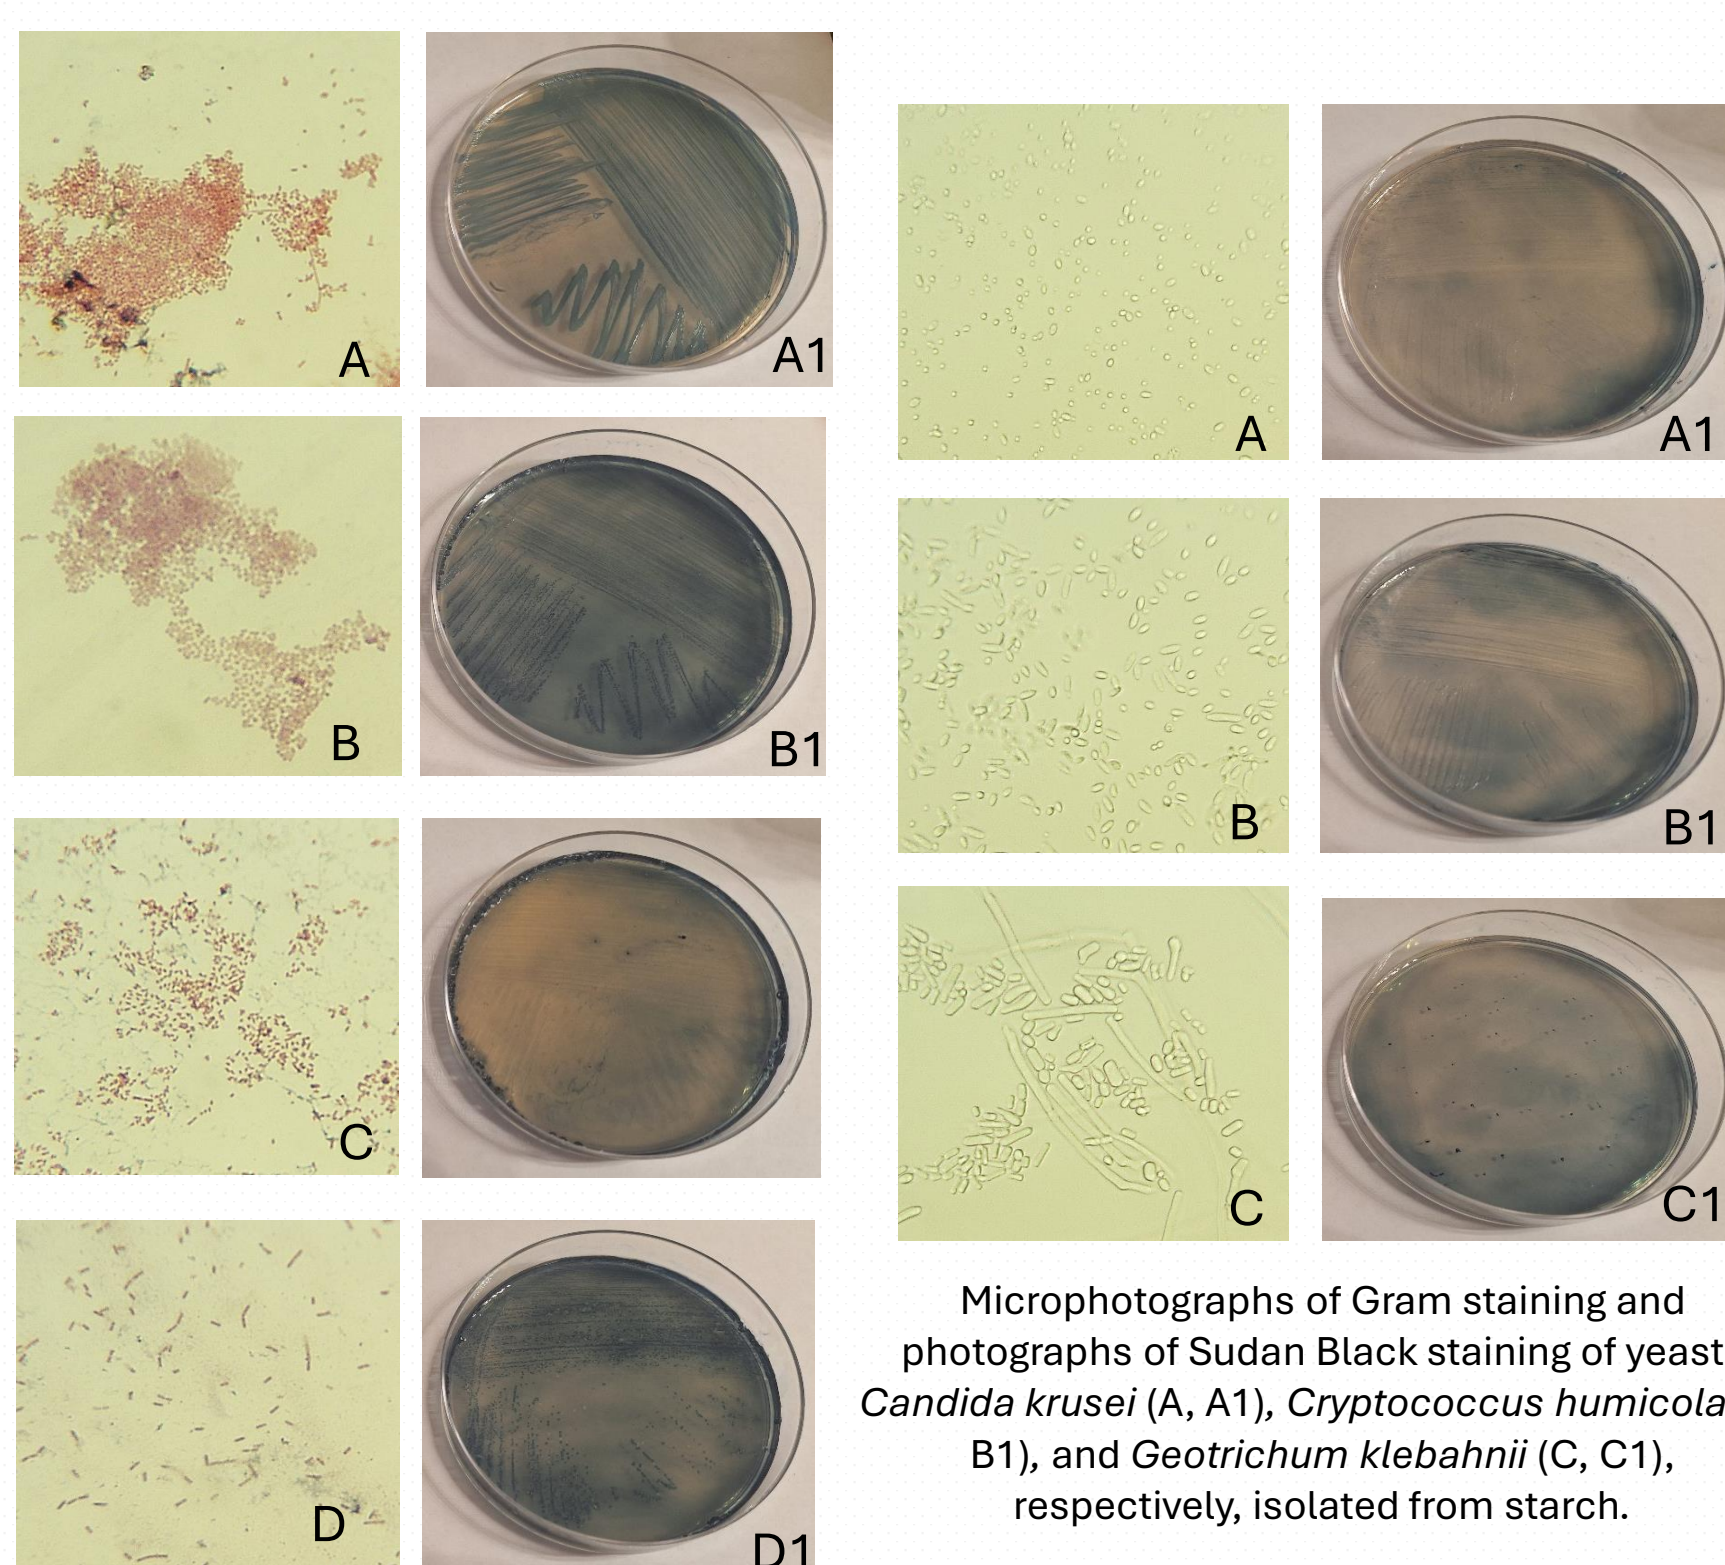 A
A1
B
B1
C
D
D1
A
A1
B
B1
C
C1
Microphotographs of Gram staining and
photographs of Sudan Black staining of yeast
Candida krusei (A, A1), Cryptococcus humicola
B1), and Geotrichum klebahnii (C, C1),
respectively, isolated from starch.